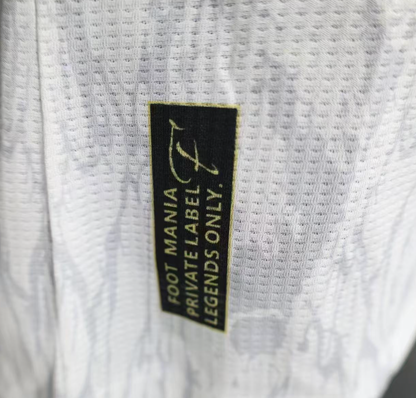 FOOT MANIA
PRIVATE LABEL
LEGENDS ONLY.